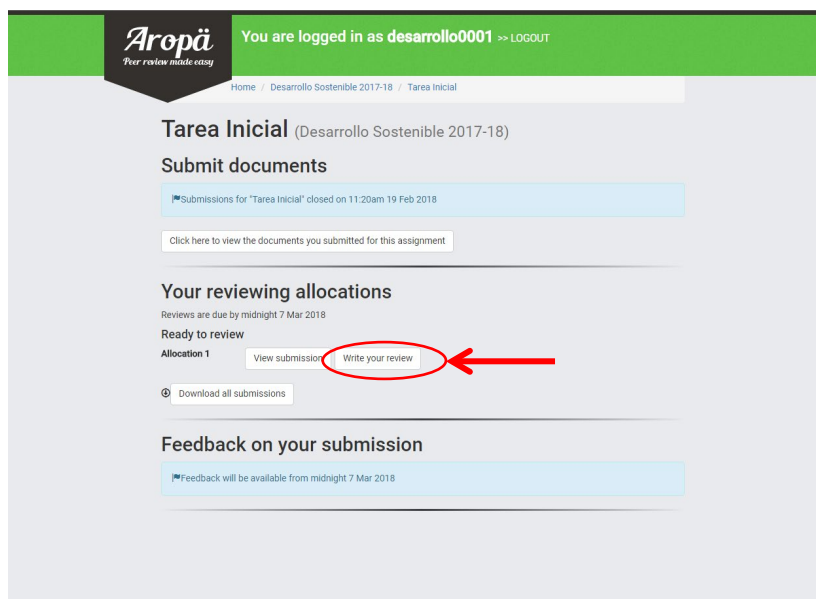 Aropä
Peer review made easy
You are logged in as desarrollo0001 >> LOGOUT
Home / Desarrollo Sostenible 2017-18 / Tarea Inicial
Tarea Inicial (Desarrollo Sostenible 2017-18)
Submit documents
Submissions for "Tarea Inicial" closed on 11:20am 19 Feb 2018
Click here to view the documents you submitted for this assignment
Your reviewing allocations
Reviews are due by midnight 7 Mar 2018
Ready to review
Allocation 1 View submission Write your review
Download all submissions
Feedback on your submission
Feedback will be available from midnight 7 Mar 2018